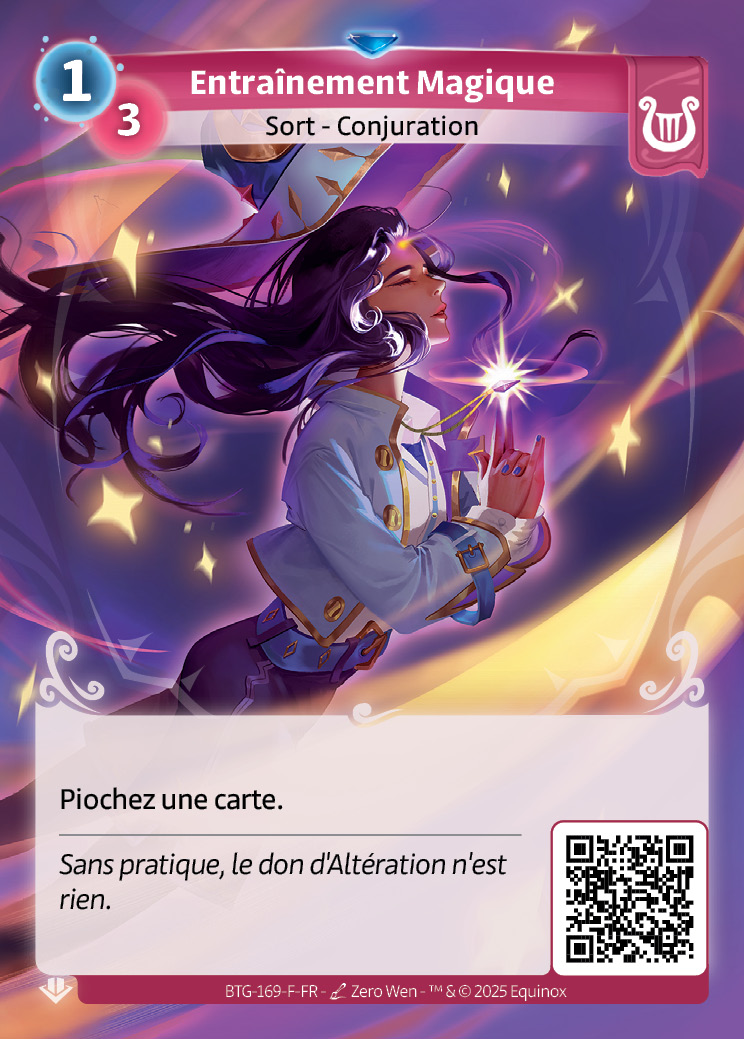 1
Entraînement Magique
3
Sort - Conjuration
Piochez une carte.
Sans pratique, le don d'Altération n'est
rien.
BTG-169-F-FR - Zero Wen - ™ & © 2025 Equinox